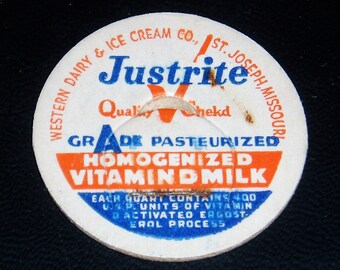 WESTERN DAIRY & ICE CREAM CO., ST. JOSEPH, MISSOURI
Justrite
Quality V Chekd
GRADE PASTEURIZED
HOMOGENIZED
VITAMIN D MILK
EACH QUART CONTAINS 400
U.S.P. UNITS OF VITAMIN
D ACTIVATED ERGOST-
EROL PROCESS